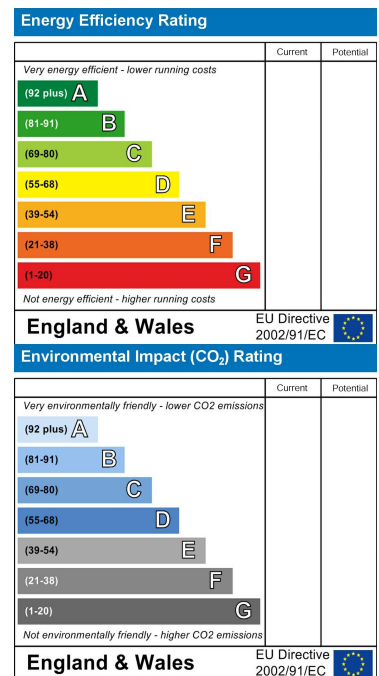 Energy Efficiency Rating
Current Potential
Very energy efficient - lower running costs
(92 plus) A
(81-91) B
(69-80) C
(55-68) D
(39-54) E
(21-38) F
(1-20) G
Not energy efficient - higher running costs
England & Wales
EU Directive
2002/91/EC
Environmental Impact (CO₂) Rating
Current Potential
Very environmentally friendly - lower CO2 emissions
(92 plus) A
(81-91) B
(69-80) C
(55-68) D
(39-54) E
(21-38) F
(1-20) G
Not environmentally friendly - higher CO2 emissions
England & Wales
EU Directive
2002/91/EC